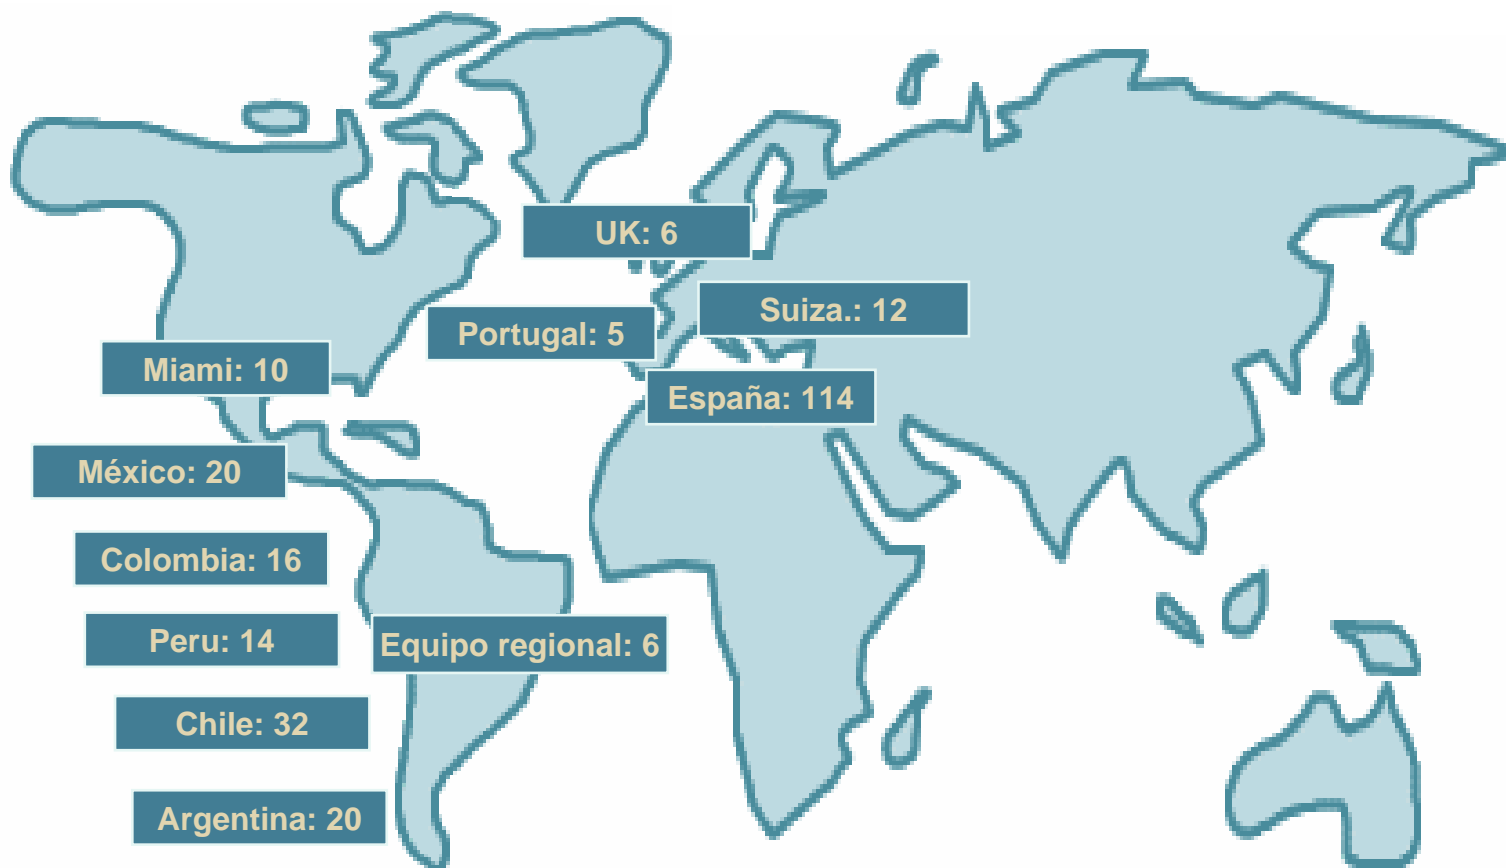 UK: 6
Suiza.: 12
Portugal: 5
Miami: 10
España: 114
México: 20
Colombia: 16
Peru: 14
Equipo regional: 6
Chile: 32
Argentina: 20